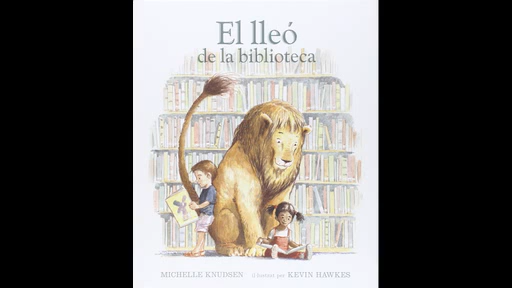 El lleó
de la biblioteca
MICHELLE KNUDSEN il·lustrat per KEVIN HAWKES